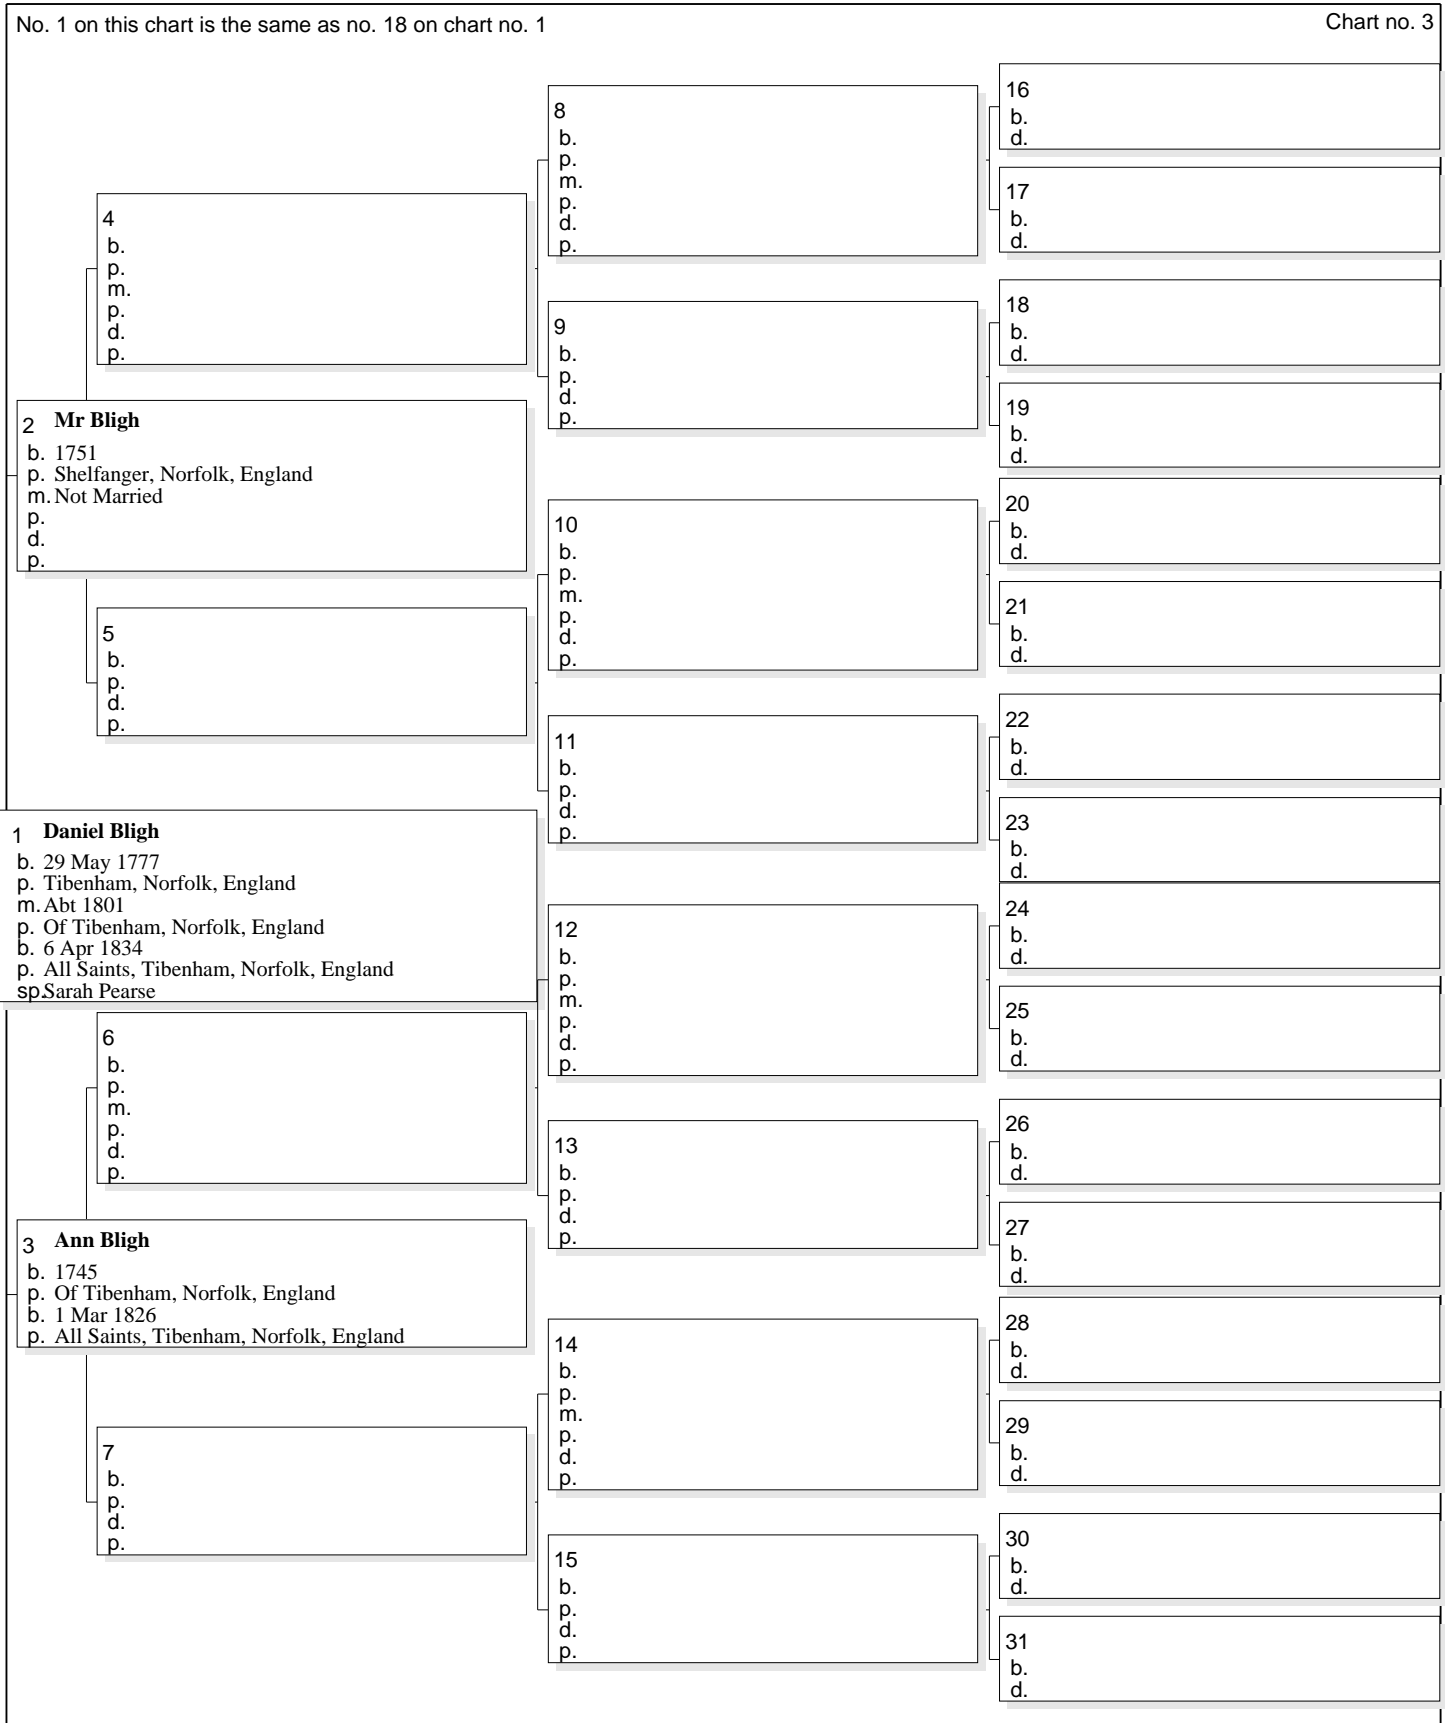 No. 1 on this chart is the same as no. 18 on chart no. 1
Chart no. 3
1 Daniel Bligh
b. 29 May 1777
p. Tibenham, Norfolk, England
m. Abt 1801
p. Of Tibenham, Norfolk, England
b. 6 Apr 1834
p. All Saints, Tibenham, Norfolk, England
sp. Sarah Pearse
2 Mr Bligh
b. 1751
p. Shelfanger, Norfolk, England
m. Not Married
p.
d.
p.
3 Ann Bligh
b. 1745
p. Of Tibenham, Norfolk, England
b. 1 Mar 1826
p. All Saints, Tibenham, Norfolk, England
4
b.
p.
m.
p.
d.
p.
5
b.
p.
d.
p.
6
b.
p.
m.
p.
d.
p.
7
b.
p.
d.
p.
8
b.
p.
m.
p.
d.
p.
9
b.
p.
d.
p.
10
b.
p.
m.
p.
d.
p.
11
b.
p.
d.
p.
12
b.
p.
m.
p.
d.
p.
13
b.
p.
d.
p.
14
b.
p.
m.
p.
d.
p.
15
b.
p.
d.
p.
16
b.
d.
17
b.
d.
18
b.
d.
19
b.
d.
20
b.
d.
21
b.
d.
22
b.
d.
23
b.
d.
24
b.
d.
25
b.
d.
26
b.
d.
27
b.
d.
28
b.
d.
29
b.
d.
30
b.
d.
31
b.
d.